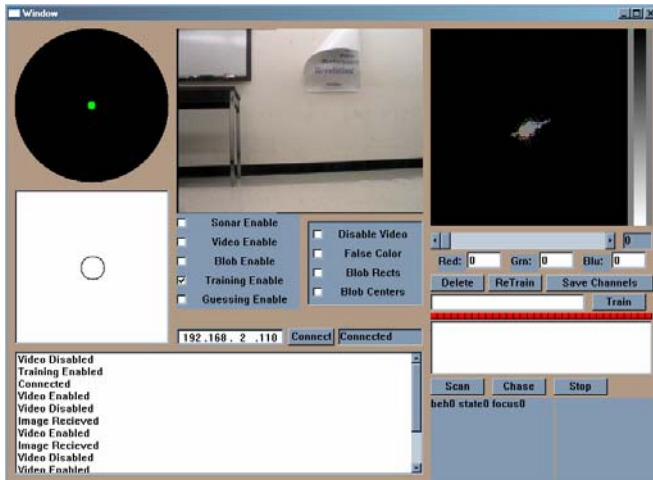 Window
Revelation!
Sonar Enable
Video Enable
Blob Enable
Training Enable
Guessing Enable
Disable Video
False Color
Blob Rects
Blob Centers
0
Red: 0 Grn: 0 Blu: 0
Delete ReTrain Save Channels
Train
192.168. 2 .110 Connect Connected
Scan Chase Stop
beh0 state0 focus0
Video Disabled
Training Enabled
Connected
Video Enabled
Video Disabled
Image Recieved
Video Enabled
Image Recieved
Video Disabled
Video Enabled